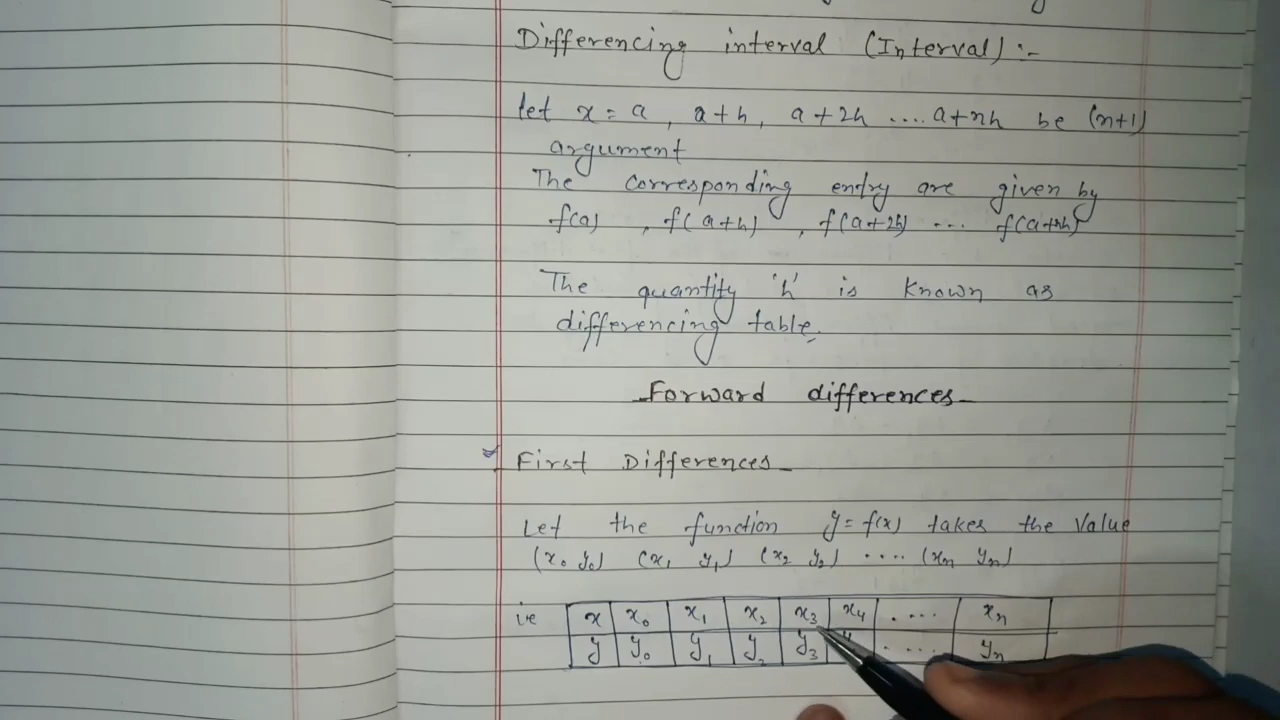 Differencing interval (Interval) :-
let x = a , a+h, a+2h .... a+nh be (n+1)
argument
The corresponding entry are given by
f(a) , f(a+h) , f(a+2h) ... f(a+nh)
The quantity 'h' is known as
differencing table.
Forward differences
First Differences
Let the function y = f(x) takes the value
(x₀ y₀) (x₁ y₁) (x₂ y₂) .... (xₙ yₙ)
ie x x₀ x₁ x₂ x₃ x₄ .... xₙ
y y₀ y₁ y₂ y₃ .... yₙ